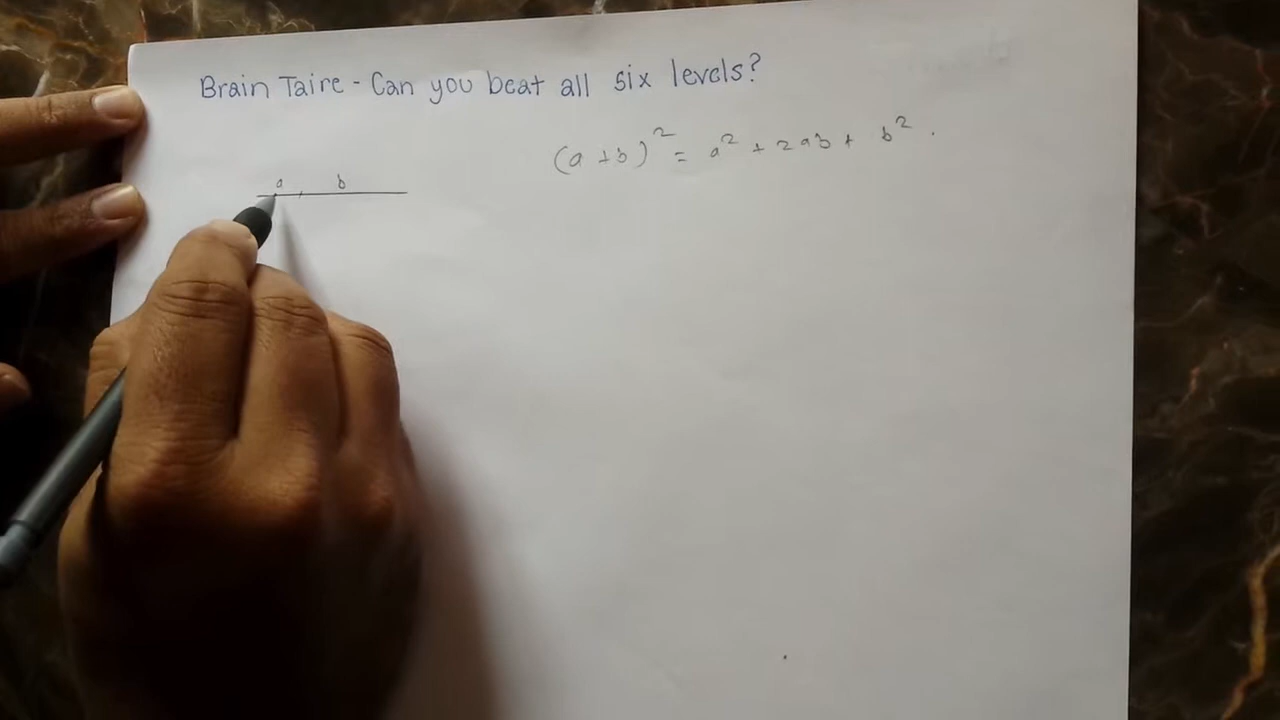 Brain Taire - Can you beat all six levels?
(a+b)² = a² + 2ab + b².
a b